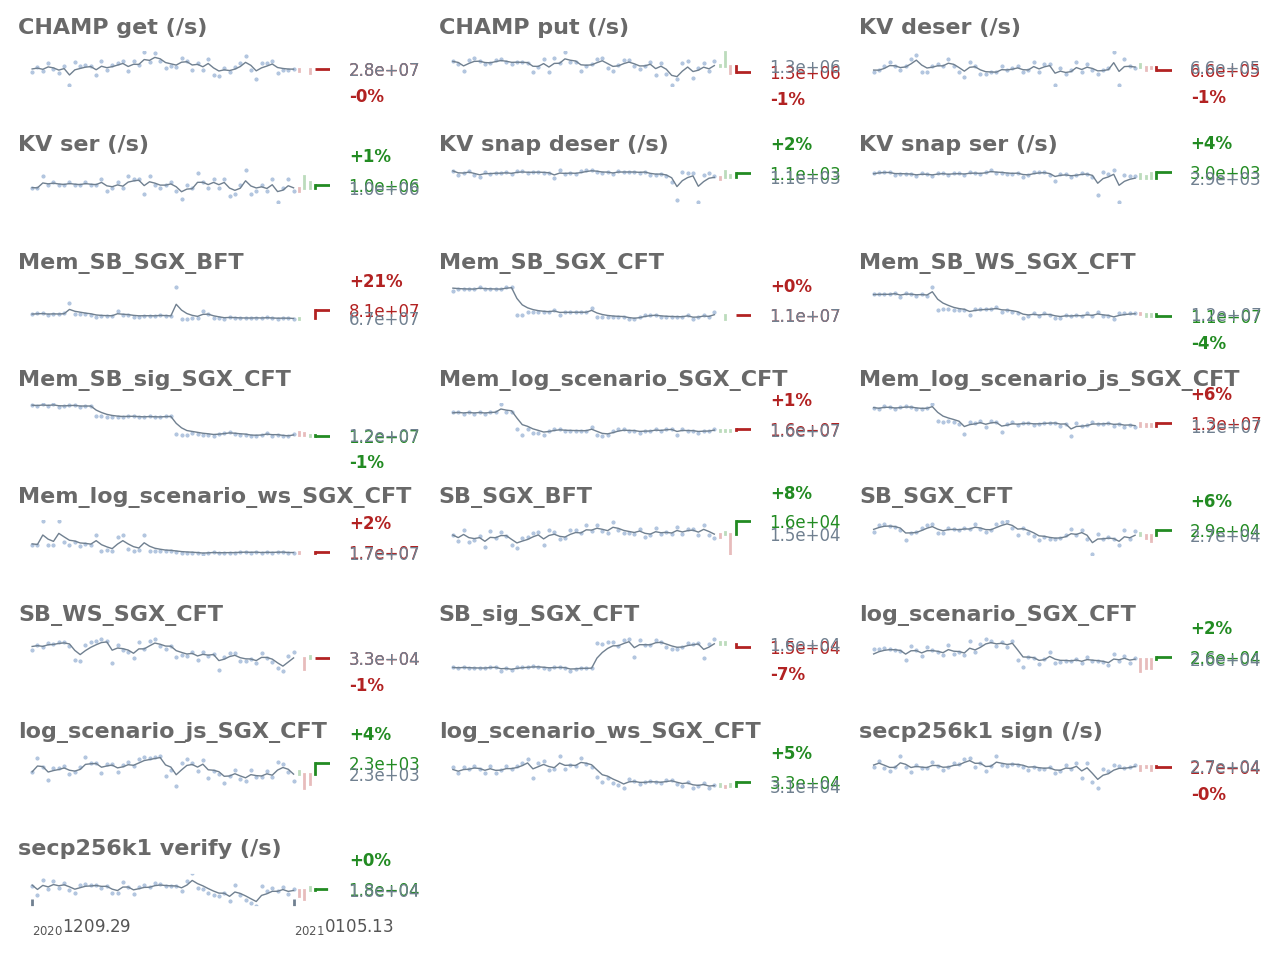 CHAMP get (/s)
2.8e+07
-0%
CHAMP put (/s)
1.3e+06
1.3e+06
-1%
KV deser (/s)
6.6e+05
6.6e+05
-1%
KV ser (/s)
+1%
1.0e+06
1.0e+06
KV snap deser (/s)
+2%
1.1e+03
1.1e+03
KV snap ser (/s)
+4%
3.0e+03
2.9e+03
Mem_SB_SGX_BFT
+21%
8.1e+07
6.7e+07
Mem_SB_SGX_CFT
+0%
1.1e+07
Mem_SB_WS_SGX_CFT
1.2e+07
1.1e+07
-4%
Mem_SB_sig_SGX_CFT
1.2e+07
1.2e+07
-1%
Mem_log_scenario_SGX_CFT
+1%
1.6e+07
1.6e+07
Mem_log_scenario_js_SGX_CFT
+6%
1.3e+07
1.2e+07
Mem_log_scenario_ws_SGX_CFT
+2%
1.7e+07
1.7e+07
SB_SGX_BFT
+8%
1.6e+04
1.5e+04
SB_SGX_CFT
+6%
2.9e+04
2.7e+04
SB_WS_SGX_CFT
3.3e+04
-1%
SB_sig_SGX_CFT
1.6e+04
1.5e+04
-7%
log_scenario_SGX_CFT
+2%
2.6e+04
2.6e+04
log_scenario_js_SGX_CFT
+4%
2.3e+03
2.3e+03
log_scenario_ws_SGX_CFT
+5%
3.3e+04
3.1e+04
secp256k1 sign (/s)
2.7e+04
2.7e+04
-0%
secp256k1 verify (/s)
+0%
1.8e+04
1.8e+04
20201209.29
20210105.13